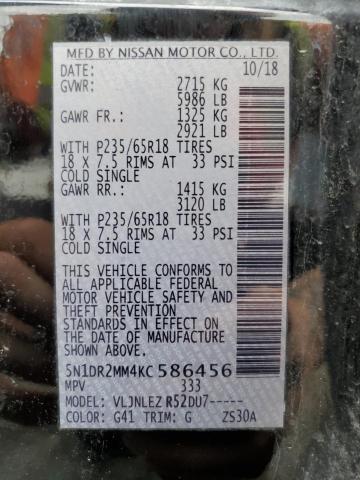 MFD BY NISSAN MOTOR CO., LTD.
DATE: 10/18
GVWR: 2715 KG
5986 LB
GAWR FR.: 1325 KG
2921 LB
WITH P235/65R18 TIRES
18 X 7.5 RIMS AT 33 PSI
COLD SINGLE
GAWR RR.: 1415 KG
3120 LB
WITH P235/65R18 TIRES
18 X 7.5 RIMS AT 33 PSI
COLD SINGLE
THIS VEHICLE CONFORMS TO
ALL APPLICABLE FEDERAL
MOTOR VEHICLE SAFETY AND
THEFT PREVENTION
STANDARDS IN EFFECT ON
THE DATE OF MANUFACTURE
SHOWN ABOVE.
5N1DR2MM4KC586456
MPV 333
MODEL: VLJNLEZ R52DU7-----
COLOR: G41 TRIM: G ZS30A